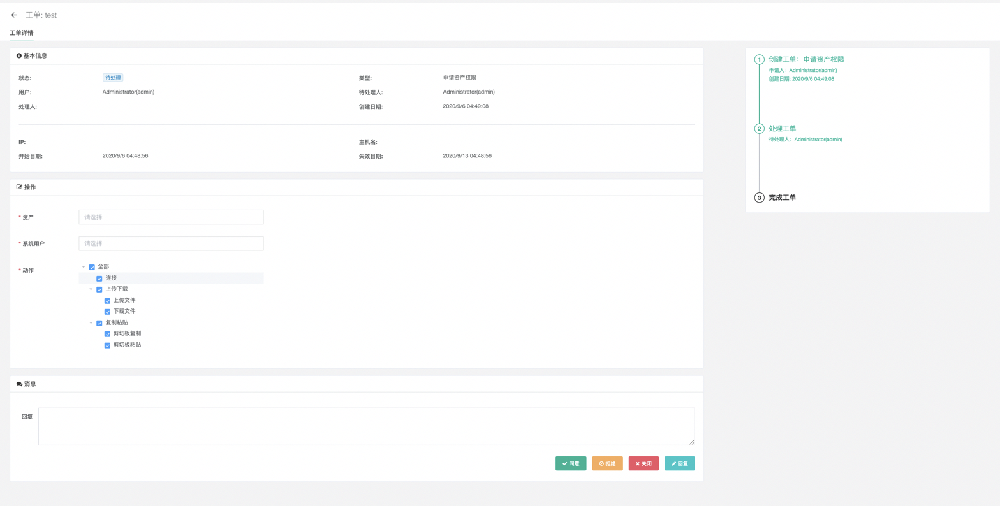 工单: test
工单详情
基本信息
状态: 待处理 类型: 申请资产权限
用户: Administrator(admin) 待处理人: Administrator(admin)
处理人: 创建日期: 2020/9/6 04:49:08
IP: 主机名:
开始日期: 2020/9/6 04:48:56 失效日期: 2020/9/13 04:48:56
操作
* 资产 请选择
* 系统用户 请选择
* 动作
全部
连接
上传下载
上传文件
下载文件
复制粘贴
剪切板复制
剪切板粘贴
消息
回复
同意 拒绝 关闭 回复
1 创建工单：申请资产权限
申请人：Administrator(admin)
创建日期: 2020/9/6 04:49:08
2 处理工单
待处理人：Administrator(admin)
3 完成工单